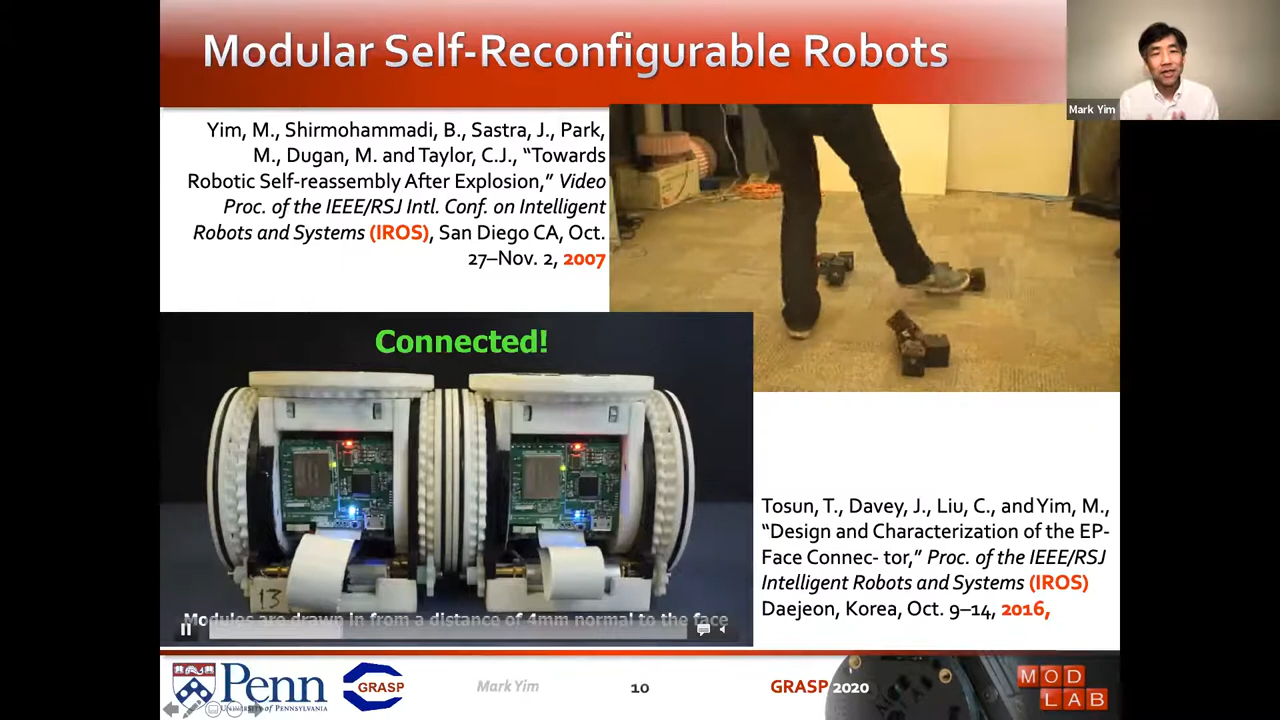 Modular Self-Reconfigurable Robots
Mark Yim
Yim, M., Shirmohammadi, B., Sastra, J., Park,
M., Dugan, M. and Taylor, C.J., “Towards
Robotic Self-reassembly After Explosion,” Video
Proc. of the IEEE/RSJ Intl. Conf. on Intelligent
Robots and Systems (IROS), San Diego CA, Oct.
27–Nov. 2, 2007
Connected!
13
Modules are drawn in from a distance of 4mm normal to the face
Tosun, T., Davey, J., Liu, C., and Yim, M.,
“Design and Characterization of the EP-
Face Connec- tor,” Proc. of the IEEE/RSJ
Intelligent Robots and Systems (IROS)
Daejeon, Korea, Oct. 9–14, 2016,
Penn
UNIVERSITY OF PENNSYLVANIA
GRASP
Mark Yim
10
GRASP 2020
MOD
LAB